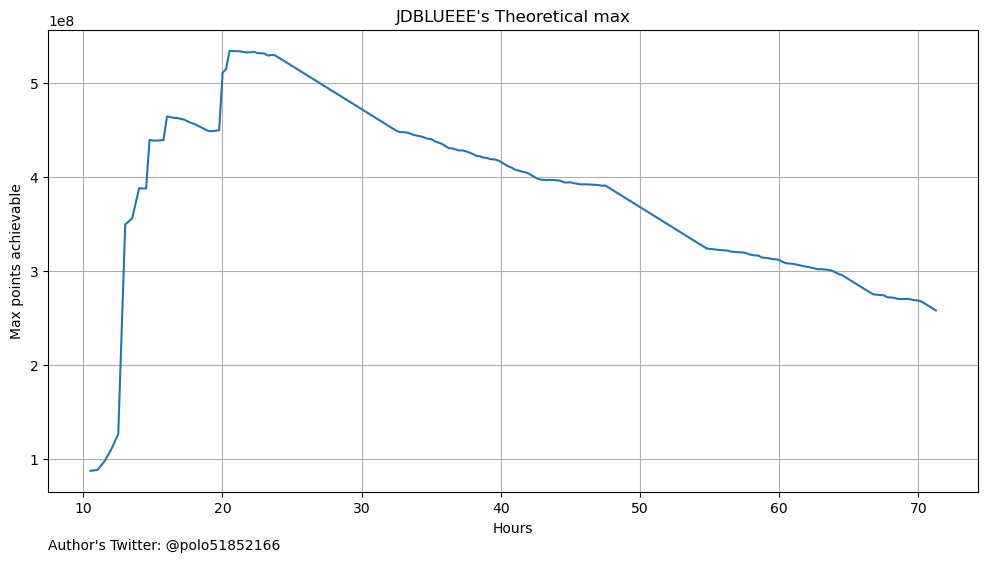 JDBLUEEE's Theoretical max
1e8
5
4
3
2
1
Max points achievable
10 20 30 40 50 60 70
Hours
Author's Twitter: @polo51852166